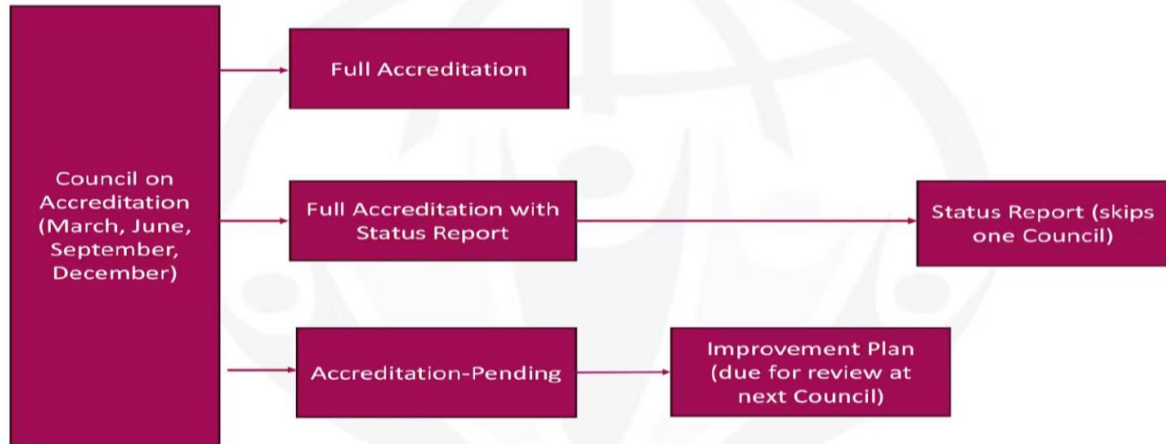 Full Accreditation
Council on
Accreditation
(March, June,
September,
December)
Full Accreditation with
Status Report
Status Report (skips
one Council)
Accreditation-Pending
Improvement Plan
(due for review at
next Council)